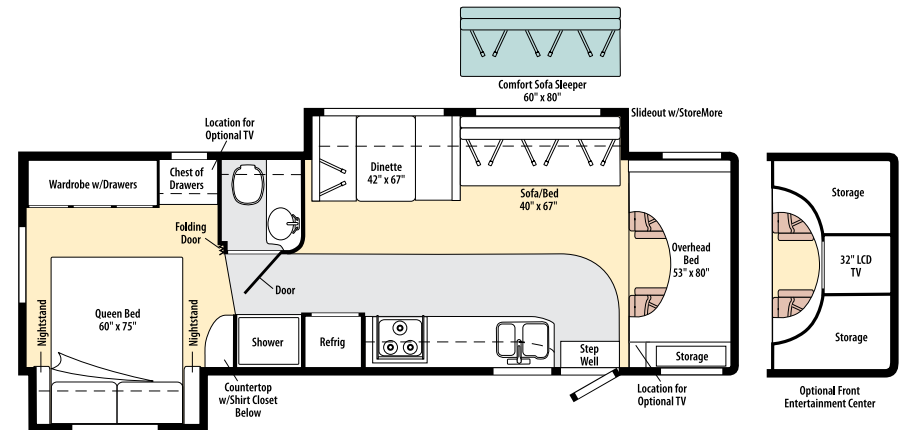 Comfort Sofa Sleeper
60" x 80"
Slideout w/StoreMore
Location for
Optional TV
Wardrobe w/Drawers
Chest of
Drawers
Dinette
42" x 67"
Sofa/Bed
40" x 67"
Folding
Door
Door
Overhead
Bed
53" x 80"
Storage
32" LCD
TV
Storage
Nightstand
Queen Bed
60" x 75"
Nightstand
Shower
Refrig
Step
Well
Storage
Countertop
w/Shirt Closet
Below
Location for
Optional TV
Optional Front
Entertainment Center